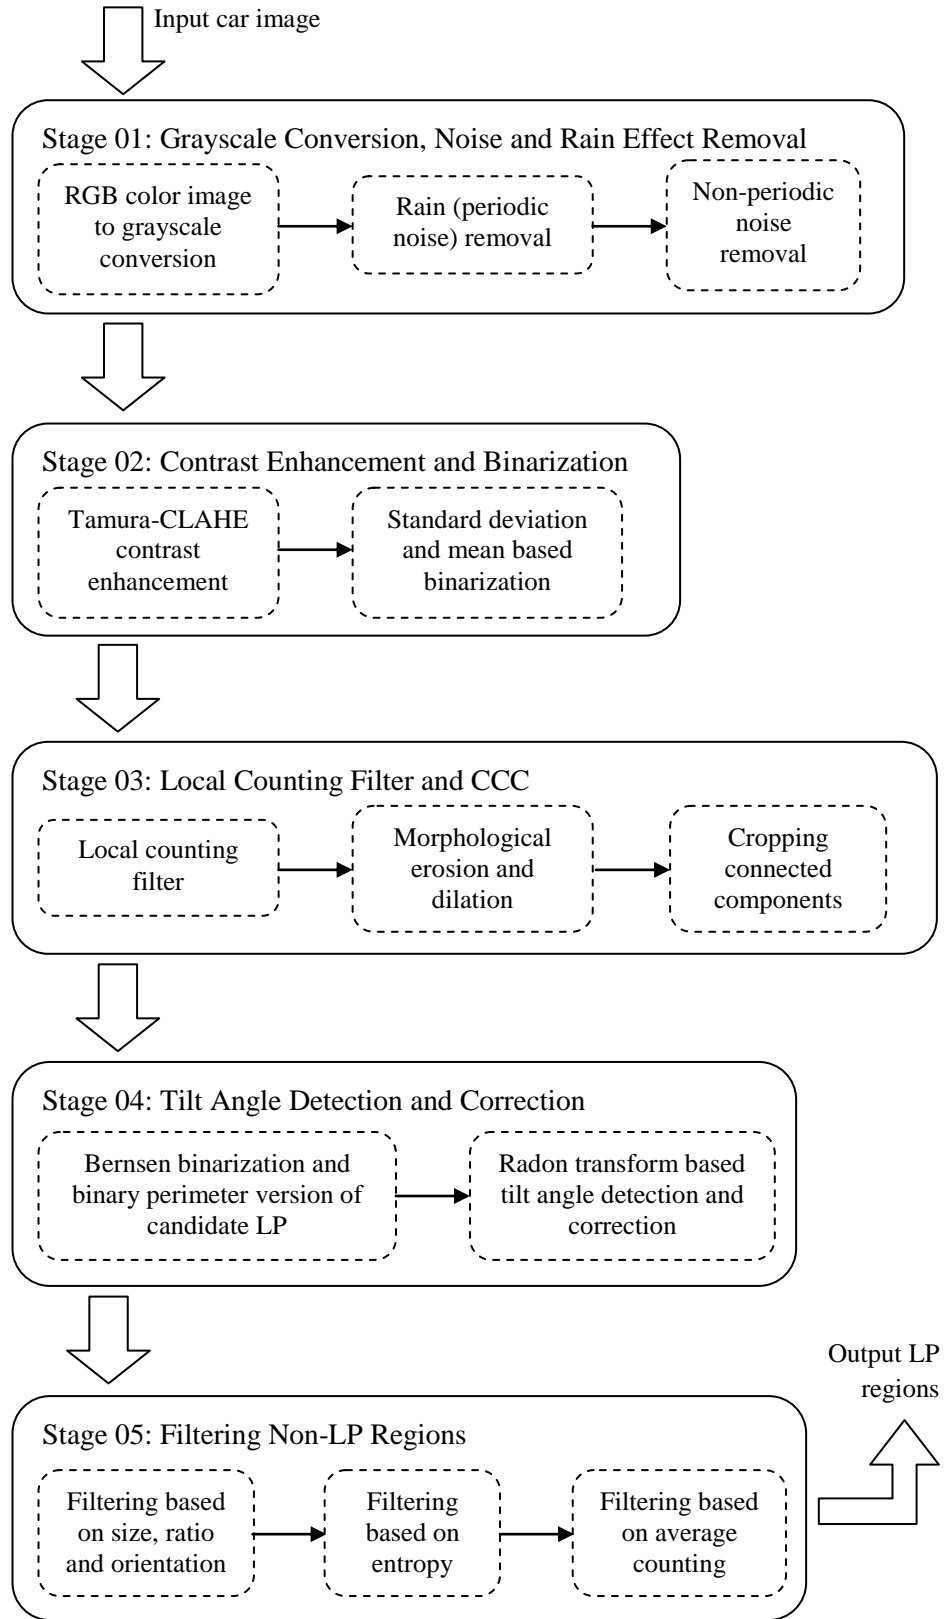 Input car image
Stage 01: Grayscale Conversion, Noise and Rain Effect Removal
RGB color image
to grayscale
conversion
Rain (periodic
noise) removal
Non-periodic
noise
removal
Stage 02: Contrast Enhancement and Binarization
Tamura-CLAHE
contrast
enhancement
Standard deviation
and mean based
binarization
Stage 03: Local Counting Filter and CCC
Local counting
filter
Morphological
erosion and
dilation
Cropping
connected
components
Stage 04: Tilt Angle Detection and Correction
Bernsen binarization and
binary perimeter version of
candidate LP
Radon transform based
tilt angle detection and
correction
Stage 05: Filtering Non-LP Regions
Filtering based
on size, ratio
and orientation
Filtering
based on
entropy
Filtering based
on average
counting
Output LP
regions